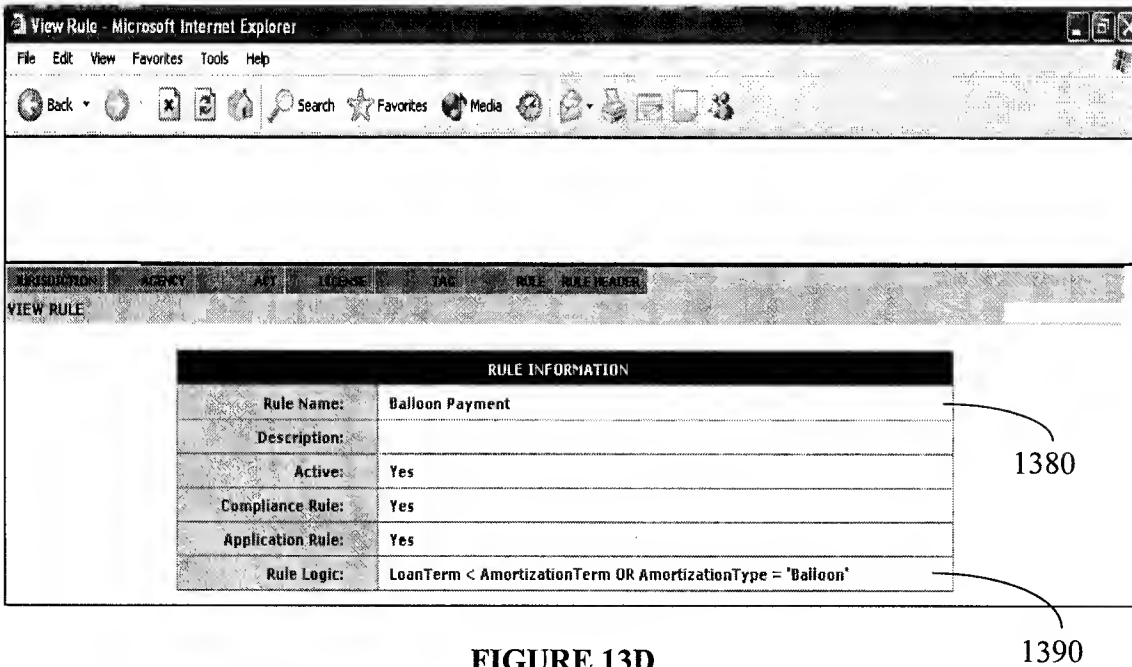 View Rule - Microsoft Internet Explorer
File Edit View Favorites Tools Help
Back Search Favorites Media
JURISDICTION AGENCY ACT LICENSE TAG RULE RULE HEADER
VIEW RULE
RULE INFORMATION
Rule Name: Balloon Payment
Description:
Active: Yes
Compliance Rule: Yes
Application Rule: Yes
Rule Logic: LoanTerm < AmortizationTerm OR AmortizationType = 'Balloon'
1380
1390
FIGURE 13D